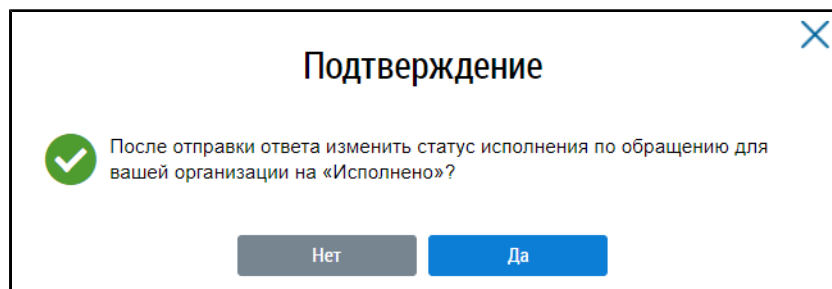 Подтверждение
После отправки ответа изменить статус исполнения по обращению для
вашей организации на «Исполнено»?
Нет
Да